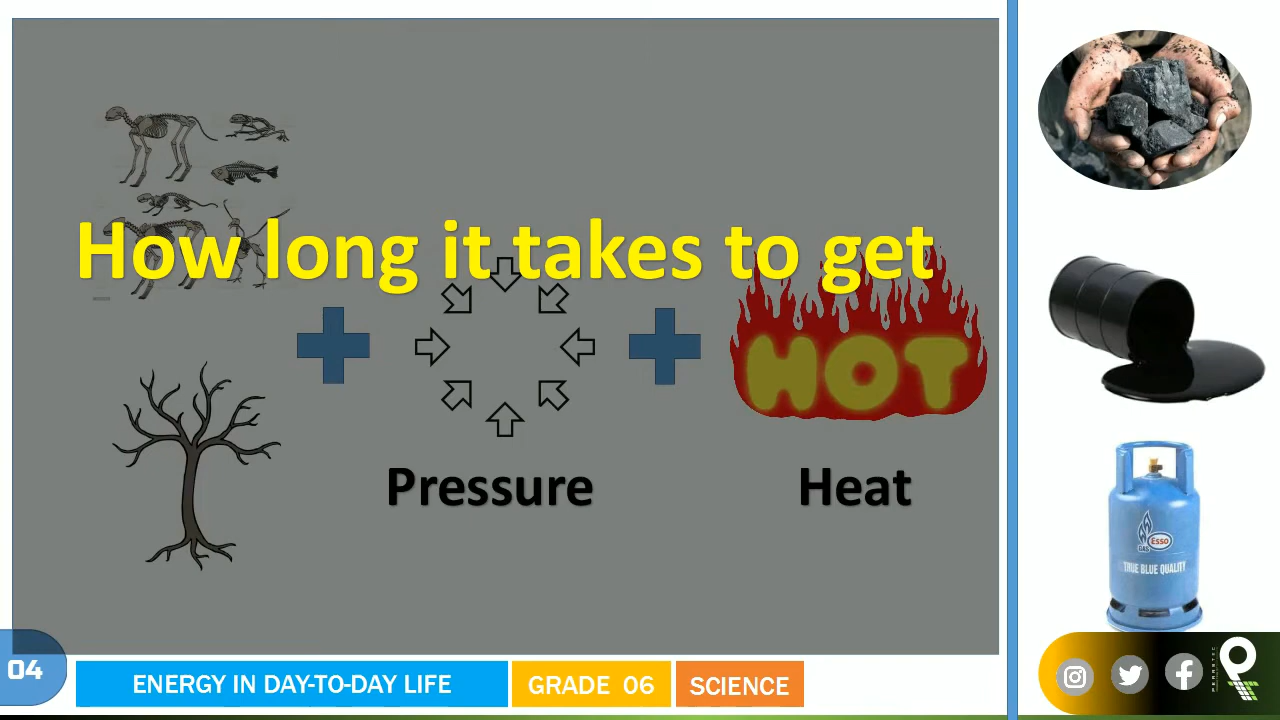 How long it takes to get
HOT
Pressure
Heat
GAS
Esso
TRUE BLUE QUALITY
04
ENERGY IN DAY-TO-DAY LIFE
GRADE 06
SCIENCE